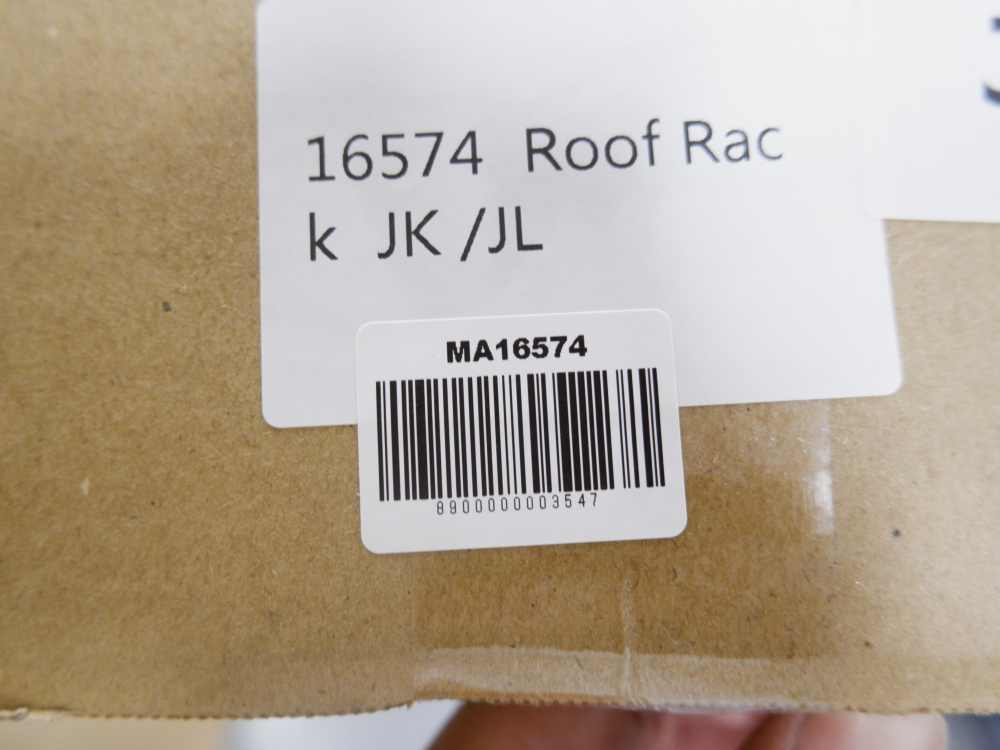 16574 Roof Rac
k JK /JL
MA16574
8900000003547